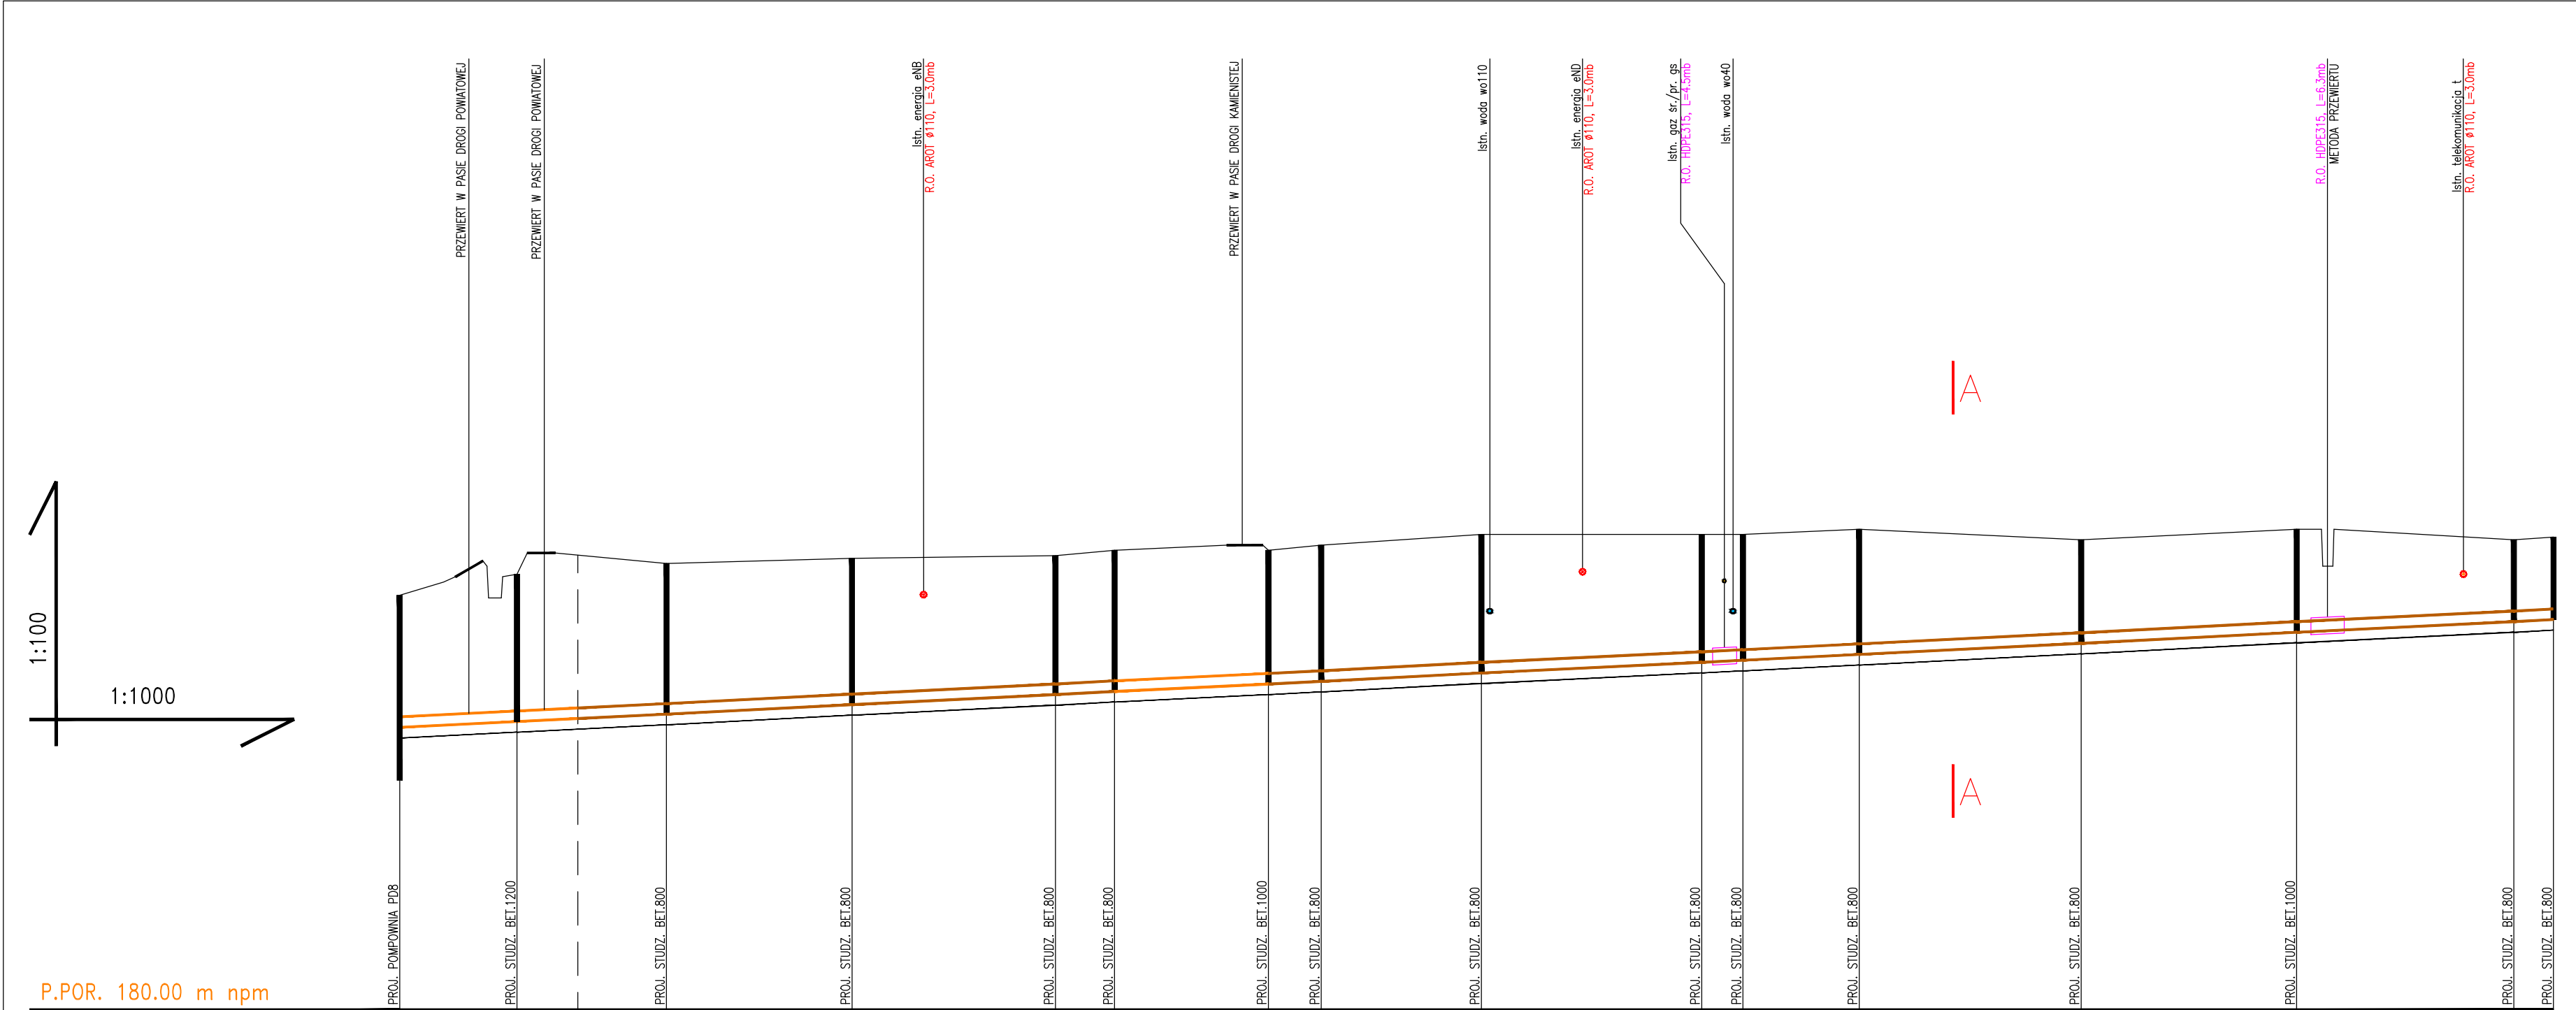 PRZEWIERT W PASIE DROGI POWIATOWEJ
PRZEWIERT W PASIE DROGI POWIATOWEJ
Istn. energia eNB
R.O. AROT ø110, L=3.0mb
PRZEWIERT W PASIE DROGI KAMIENISTEJ
Istn. woda wo110
Istn. energia eND
R.O. AROT ø110, L=3.0mb
Istn. gaz śr./pr. gs
R.O. HDPE315, L=4.5mb
Istn. woda wo40
R.O. HDPE315, L=6.3mb
METODA PRZEWIERTU
Istn. telekomunikacja t
R.O. AROT ø110, L=3.0mb
A
1:100
1:1000
A
PROJ. POMPOWNIA PD8
PROJ. STUDZ. BET.1200
PROJ. STUDZ. BET.800
PROJ. STUDZ. BET.800
PROJ. STUDZ. BET.800
PROJ. STUDZ. BET.800
PROJ. STUDZ. BET.1000
PROJ. STUDZ. BET.800
PROJ. STUDZ. BET.800
PROJ. STUDZ. BET.800
PROJ. STUDZ. BET.800
PROJ. STUDZ. BET.800
PROJ. STUDZ. BET.800
PROJ. STUDZ. BET.1000
PROJ. STUDZ. BET.800
PROJ. STUDZ. BET.800
P.POR. 180.00 m npm